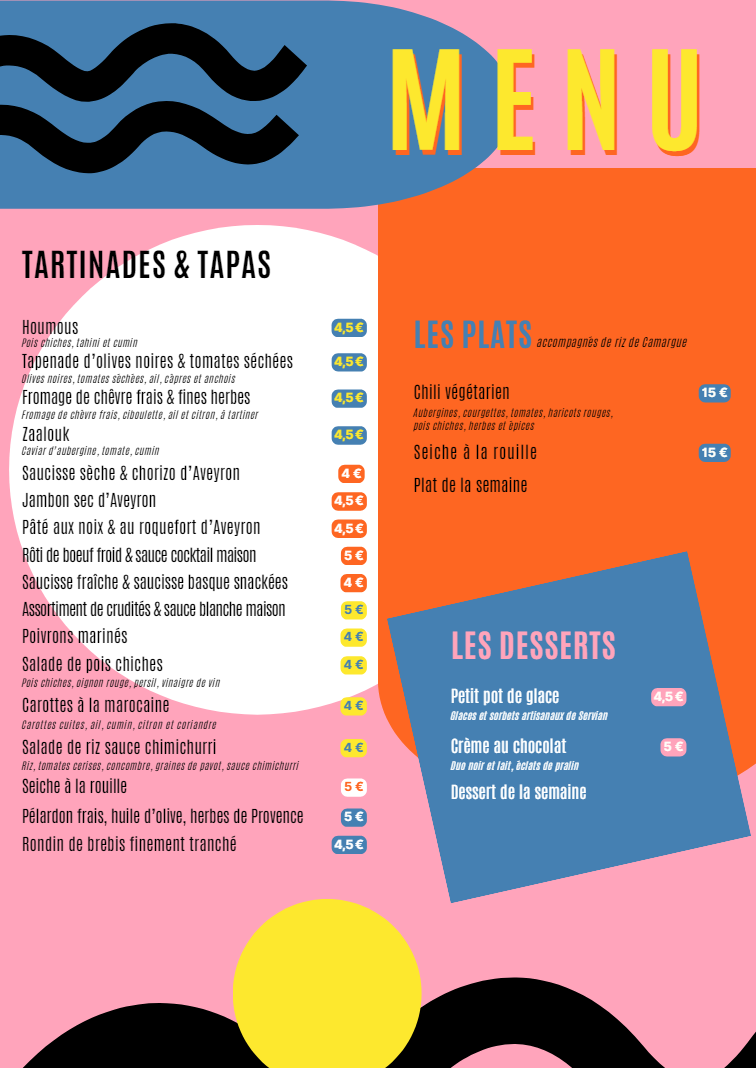 MENU
TARTINADES & TAPAS
Houmous 4,5 €
Pois chiches, tahini et cumin
Tapenade d'olives noires & tomates séchées 4,5 €
Olives noires, tomates séchées, ail, câpres et anchois
Fromage de chêvre frais & fines herbes 4,5 €
Fromage de chèvre frais, ciboulette, ail et citron, à tartiner
Zaalouk 4,5 €
Caviar d'aubergine, tomate, cumin
Saucisse sèche & chorizo d'Aveyron 4 €
Jambon sec d'Aveyron 4,5 €
Pâté aux noix & au roquefort d'Aveyron 4,5 €
Rôti de boeuf froid & sauce cocktail maison 5 €
Saucisse fraîche & saucisse basque snackées 4 €
Assortiment de crudités & sauce blanche maison 5 €
Poivrons marinés 4 €
Salade de pois chiches 4 €
Pois chiches, oignon rouge, persil, vinaigre de vin
Carottes à la marocaine 4 €
Carottes cuites, ail, cumin, citron et coriandre
Salade de riz sauce chimichurri 4 €
Riz, tomates cerises, concombre, graines de pavot, sauce chimichurri
Seiche à la rouille 5 €
Pélardon frais, huile d'olive, herbes de Provence 5 €
Rondin de brebis finement tranché 4,5 €
LES PLATS accompagnés de riz de Camargue
Chili végétarien 15 €
Aubergines, courgettes, tomates, haricots rouges,
pois chiches, herbes et épices
Seiche à la rouille 15 €
Plat de la semaine
LES DESSERTS
Petit pot de glace 4,5 €
Glaces et sorbets artisanaux de Servian
Crème au chocolat 5 €
Duo noir et lait, éclats de pralin
Dessert de la semaine